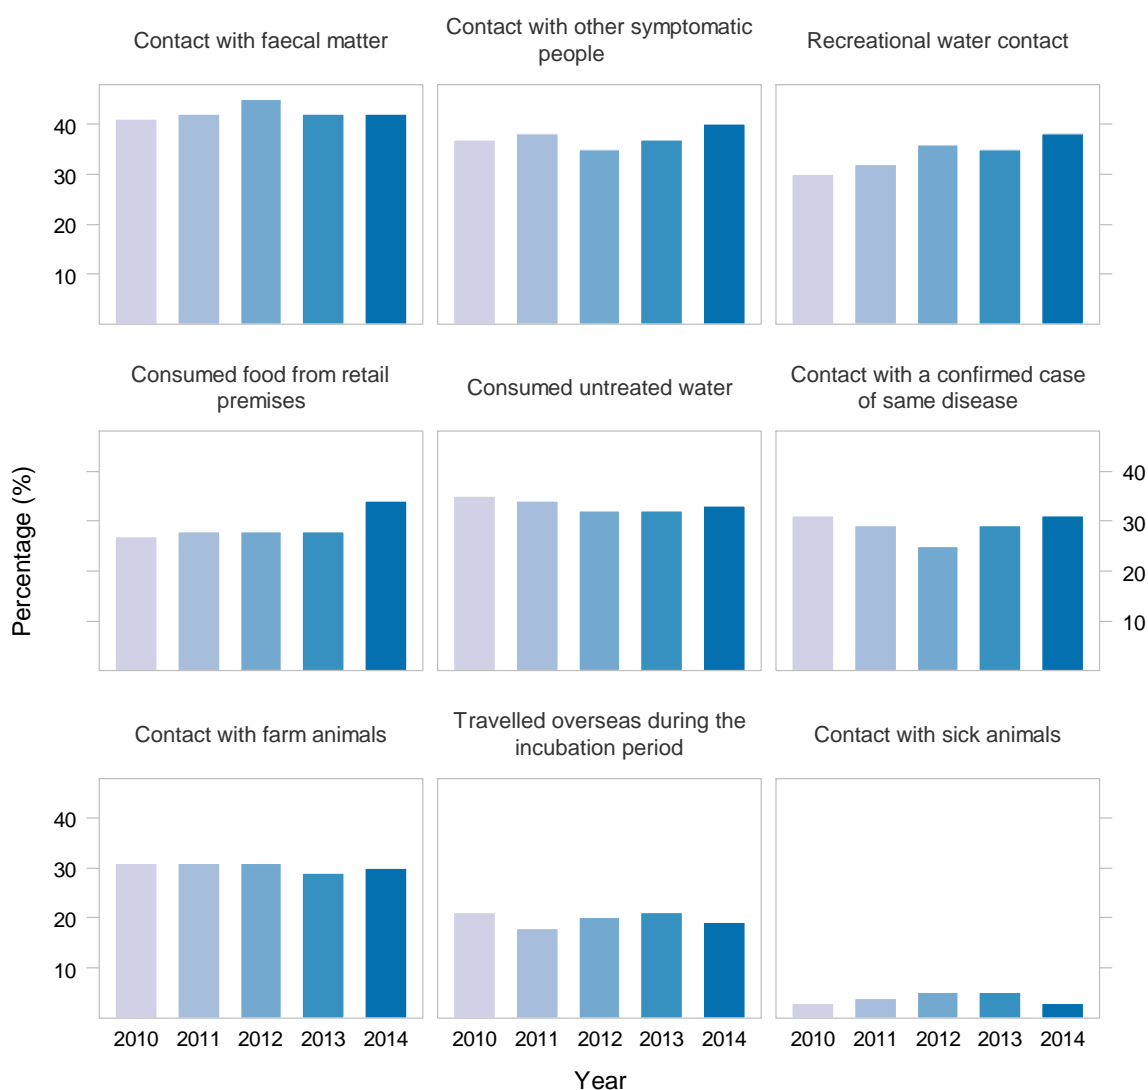 Contact with faecal matter
Contact with other symptomatic
people
Recreational water contact
40
30
20
10
Consumed food from retail
premises
Consumed untreated water
Contact with a confirmed case
of same disease
Percentage (%)
40
30
20
10
Contact with farm animals
Travelled overseas during the
incubation period
Contact with sick animals
40
30
20
10
2010 2011 2012 2013 2014
2010 2011 2012 2013 2014
2010 2011 2012 2013 2014
Year